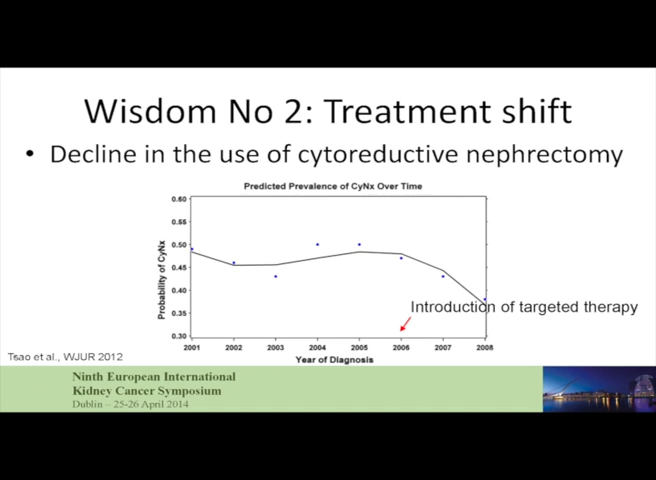 Wisdom No 2: Treatment shift
• Decline in the use of cytoreductive nephrectomy
Predicted Prevalence of CyNx Over Time
0.60
0.55
0.50
0.45
0.40
0.35
0.30
Probability of CyNx
Introduction of targeted therapy
2001 2002 2003 2004 2005 2006 2007 2008
Year of Diagnosis
Tsao et al., WJUR 2012
Ninth European International
Kidney Cancer Symposium
Dublin – 25-26 April 2014